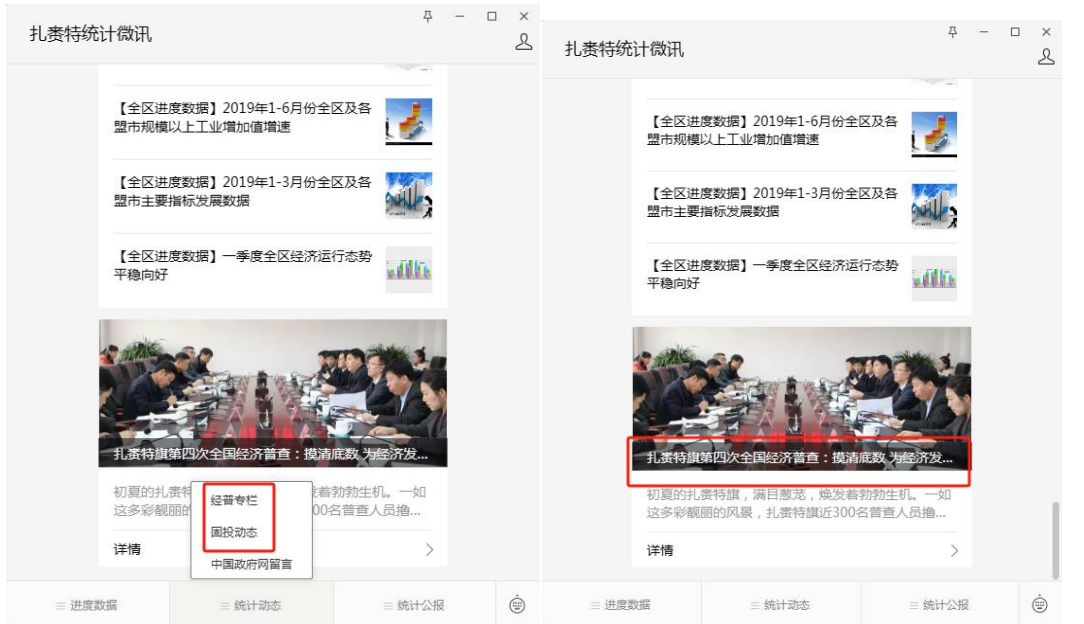 扎赉特统计微讯
【全区进度数据】2019年1-6月份全区及各
盟市规模以上工业增加值增速
【全区进度数据】2019年1-3月份全区及各
盟市主要指标发展数据
【全区进度数据】一季度全区经济运行态势
平稳向好
扎赉特旗第四次全国经济普查：摸清底数 为经济发...
初夏的扎赉特
发着勃勃生机。一如
这多彩靓丽的
00名普查人员撸...
经普专栏
国投动态
中国政府网留言
详情
进度数据
统计动态
统计公报
扎赉特统计微讯
【全区进度数据】2019年1-6月份全区及各
盟市规模以上工业增加值增速
【全区进度数据】2019年1-3月份全区及各
盟市主要指标发展数据
【全区进度数据】一季度全区经济运行态势
平稳向好
扎赉特旗第四次全国经济普查：摸清底数 为经济发...
初夏的扎赉特旗，满目葱茏，焕发着勃勃生机。一如
这多彩靓丽的风景，扎赉特旗近300名普查人员撸...
详情
进度数据
统计动态
统计公报